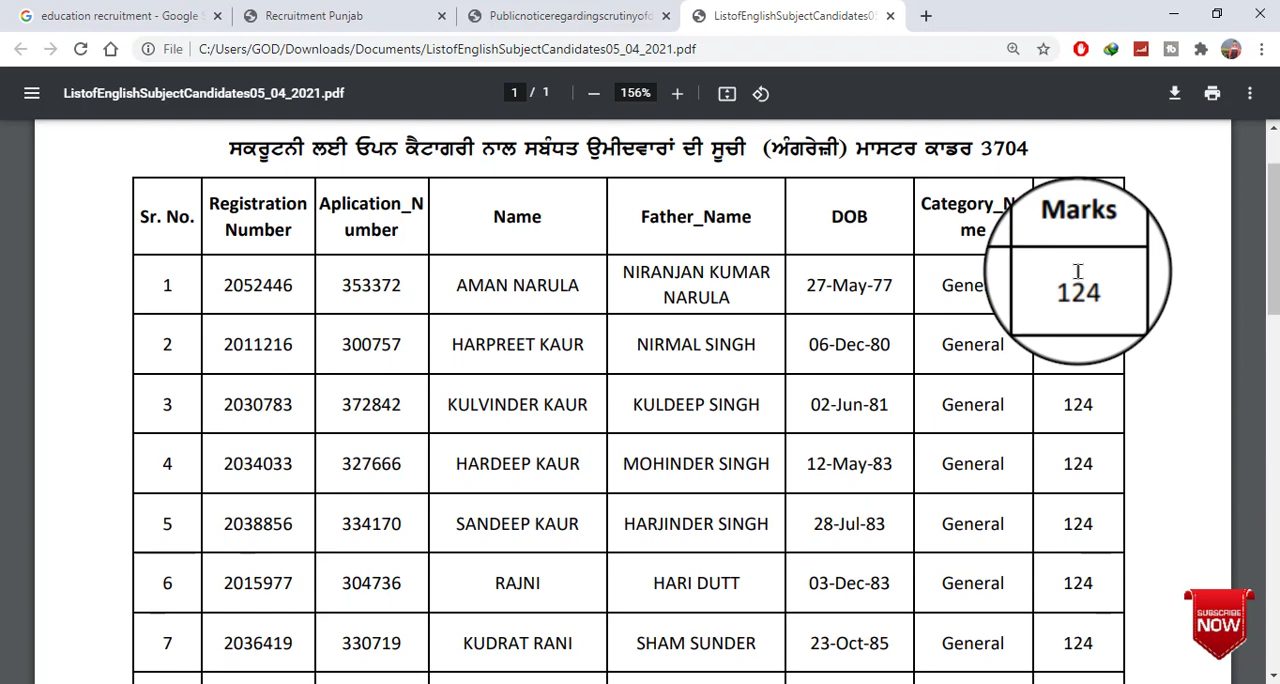 education recruitment - Google S
Recruitment Punjab
Publicnoticeregardingscrutinyofd
ListofEnglishSubjectCandidates05
File
C:/Users/GOD/Downloads/Documents/ListofEnglishSubjectCandidates05_04_2021.pdf
ListofEnglishSubjectCandidates05_04_2021.pdf
1 / 1
156%
ਸਕਰੂਟਨੀ ਲਈ ਓਪਨ ਕੈਟਾਗਰੀ ਨਾਲ ਸਬੰਧਤ ਉਮੀਦਵਾਰਾਂ ਦੀ ਸੂਚੀ (ਅੰਗਰੇਜ਼ੀ) ਮਾਸਟਰ ਕਾਡਰ 3704
Sr. No. Registration Number Aplication_Number Name Father_Name DOB Category_N me Marks
1 2052446 353372 AMAN NARULA NIRANJAN KUMAR NARULA 27-May-77 Gene 124
2 2011216 300757 HARPREET KAUR NIRMAL SINGH 06-Dec-80 General
3 2030783 372842 KULVINDER KAUR KULDEEP SINGH 02-Jun-81 General 124
4 2034033 327666 HARDEEP KAUR MOHINDER SINGH 12-May-83 General 124
5 2038856 334170 SANDEEP KAUR HARJINDER SINGH 28-Jul-83 General 124
6 2015977 304736 RAJNI HARI DUTT 03-Dec-83 General 124
7 2036419 330719 KUDRAT RANI SHAM SUNDER 23-Oct-85 General 124
SUBSCRIBE
NOW